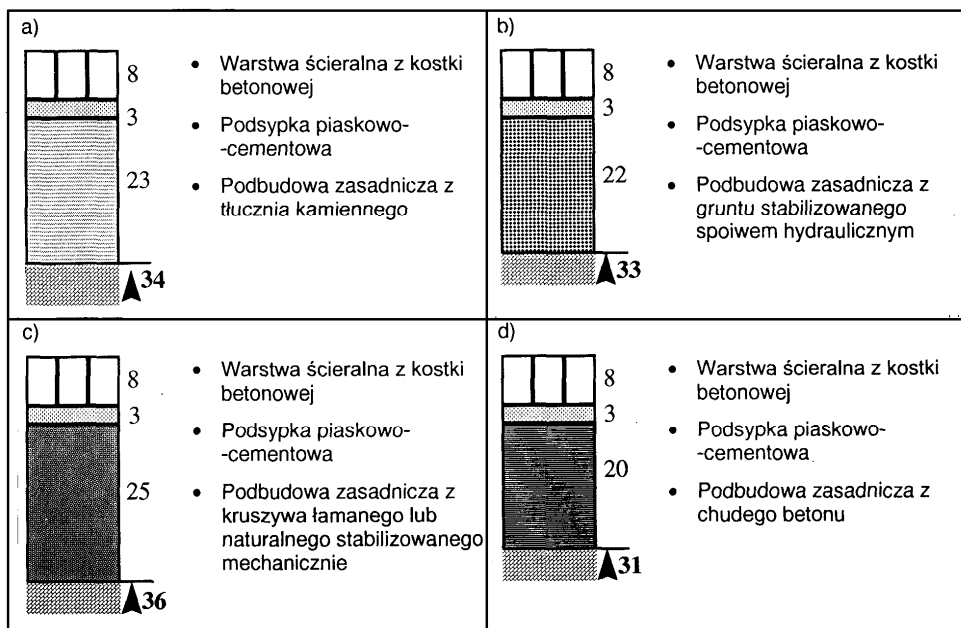 a)
8
3
23
34
• Warstwa ścieralna z kostki
betonowej
• Podsypka piaskowo-
-cementowa
• Podbudowa zasadnicza z
tłucznia kamiennego
b)
8
3
22
33
• Warstwa ścieralna z kostki
betonowej
• Podsypka piaskowo-
-cementowa
• Podbudowa zasadnicza z
gruntu stabilizowanego
spoiwem hydraulicznym
c)
8
3
25
36
• Warstwa ścieralna z kostki
betonowej
• Podsypka piaskowo-
-cementowa
• Podbudowa zasadnicza z
kruszywa łamanego lub
naturalnego stabilizowanego
mechanicznie
d)
8
3
20
31
• Warstwa ścieralna z kostki
betonowej
• Podsypka piaskowo-
-cementowa
• Podbudowa zasadnicza z
chudego betonu